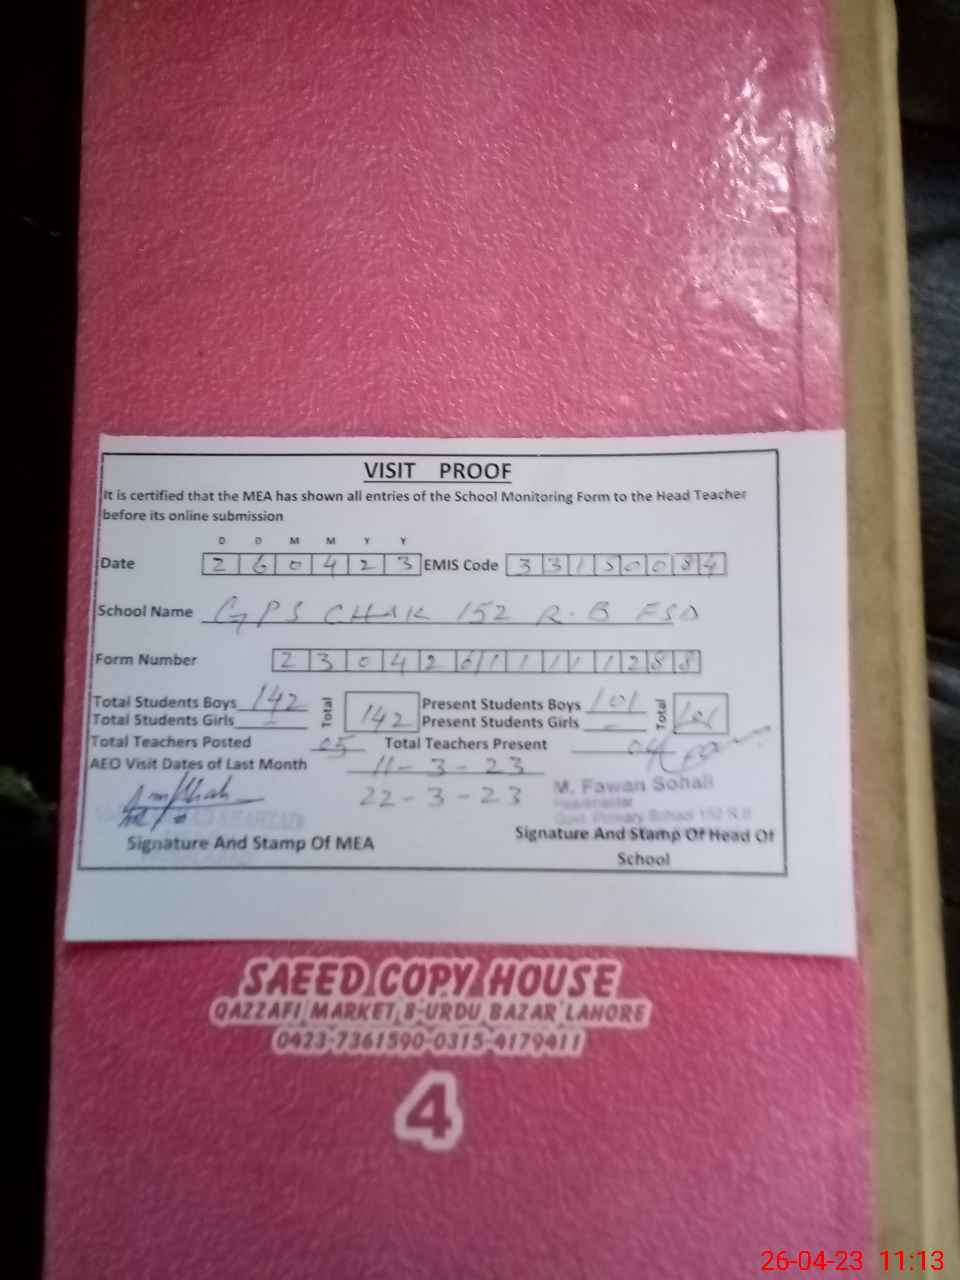 VISIT PROOF
It is certified that the MEA has shown all entries of the School Monitoring Form to the Head Teacher
before its online submission
D D M M Y Y
Date 2 6 0 4 2 3 EMIS Code 3 3 1 5 0 0 8 4
School Name GPS CHAK 152 R.B FSD
Form Number 2 3 0 4 2 6 1 1 1 1 1 2 8 8
Total Students Boys 142 Total 142 Present Students Boys 101 Total 101
Total Students Girls - Present Students Girls -
Total Teachers Posted 05 Total Teachers Present 04
AEO Visit Dates of Last Month 11-3-23
22-3-23
M. Fawan Sohail
Headmaster
Govt. Primary School 152 R.B
Signature And Stamp Of MEA
Signature And Stamp Of Head Of
School
SAEED COPY HOUSE
QAZZAFI MARKET, 8-URDU BAZAR LAHORE
0423-7361590-0315-4179411
4
26-04-23 11:13